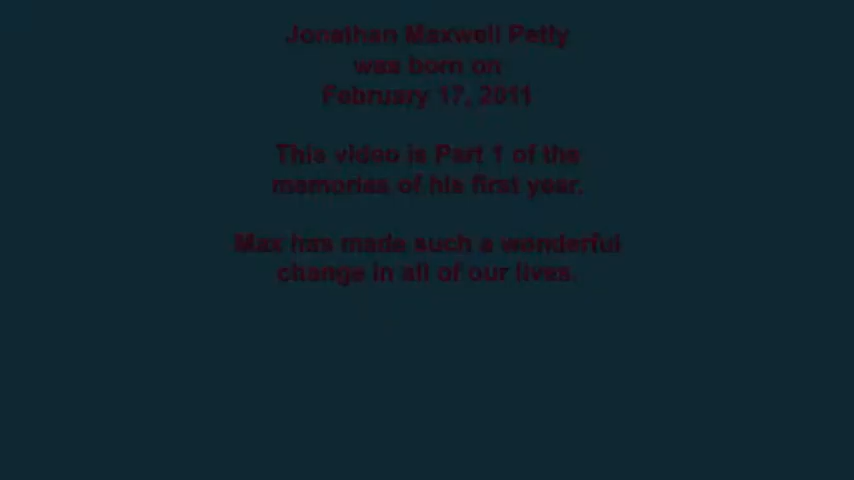 Jonathan Maxwell Petty
was born on
February 17, 2011
This video is Part 1 of the
memories of his first year.
Max has made such a wonderful
change in all of our lives.